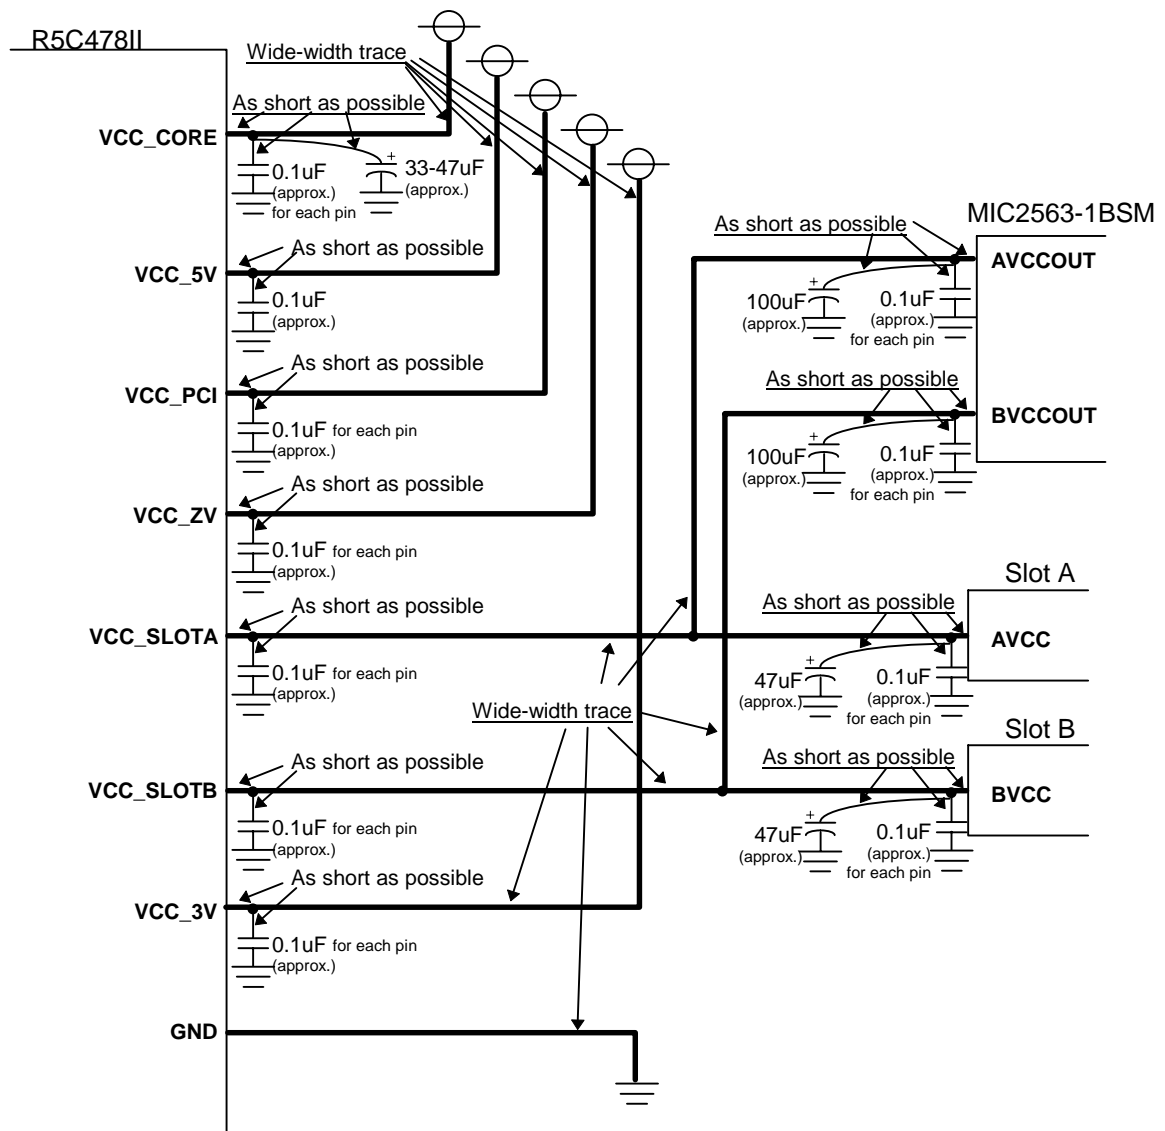 R5C478II
Wide-width trace
As short as possible
VCC_CORE
+
0.1uF
(approx.)
for each pin
33-47uF
(approx.)
As short as possible
VCC_5V
0.1uF
(approx.)
As short as possible
VCC_PCI
0.1uF for each pin
(approx.)
As short as possible
VCC_ZV
0.1uF for each pin
(approx.)
As short as possible
VCC_SLOTA
0.1uF for each pin
(approx.)
Wide-width trace
As short as possible
VCC_SLOTB
0.1uF for each pin
(approx.)
As short as possible
VCC_3V
0.1uF for each pin
(approx.)
GND
MIC2563-1BSM
As short as possible
AVCCOUT
+
100uF
(approx.)
0.1uF
(approx.)
for each pin
As short as possible
BVCCOUT
+
100uF
(approx.)
0.1uF
(approx.)
for each pin
Slot A
As short as possible
AVCC
+
47uF
(approx.)
0.1uF
(approx.)
for each pin
Slot B
As short as possible
BVCC
+
47uF
(approx.)
0.1uF
(approx.)
for each pin